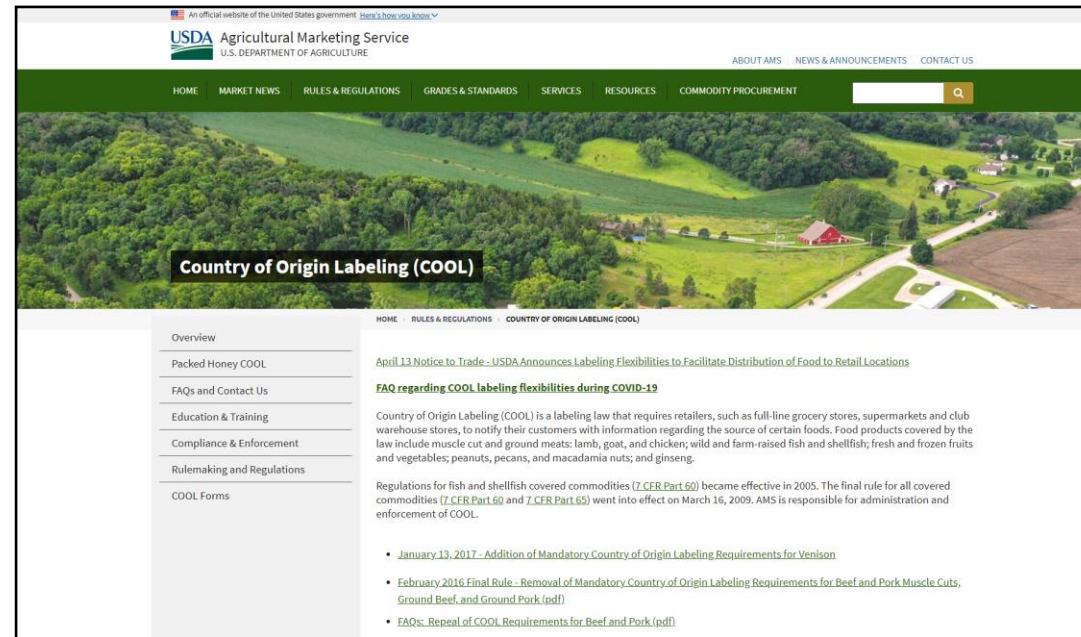 An official website of the United States government Here's how you know
USDA Agricultural Marketing Service
U.S. DEPARTMENT OF AGRICULTURE
ABOUT AMS NEWS & ANNOUNCEMENTS CONTACT US
HOME MARKET NEWS RULES & REGULATIONS GRADES & STANDARDS SERVICES RESOURCES COMMODITY PROCUREMENT
Country of Origin Labeling (COOL)
HOME › RULES & REGULATIONS › COUNTRY OF ORIGIN LABELING (COOL)
Overview
Packed Honey COOL
FAQs and Contact Us
Education & Training
Compliance & Enforcement
Rulemaking and Regulations
COOL Forms
April 13 Notice to Trade - USDA Announces Labeling Flexibilities to Facilitate Distribution of Food to Retail Locations
FAQ regarding COOL labeling flexibilities during COVID-19
Country of Origin Labeling (COOL) is a labeling law that requires retailers, such as full-line grocery stores, supermarkets and club
warehouse stores, to notify their customers with information regarding the source of certain foods. Food products covered by the
law include muscle cut and ground meats: lamb, goat, and chicken; wild and farm-raised fish and shellfish; fresh and frozen fruits
and vegetables; peanuts, pecans, and macadamia nuts; and ginseng.
Regulations for fish and shellfish covered commodities (7 CFR Part 60) became effective in 2005. The final rule for all covered
commodities (7 CFR Part 60 and 7 CFR Part 65) went into effect on March 16, 2009. AMS is responsible for administration and
enforcement of COOL.
• January 13, 2017 - Addition of Mandatory Country of Origin Labeling Requirements for Venison
• February 2016 Final Rule - Removal of Mandatory Country of Origin Labeling Requirements for Beef and Pork Muscle Cuts,
Ground Beef, and Ground Pork (pdf)
• FAQs: Repeal of COOL Requirements for Beef and Pork (pdf)